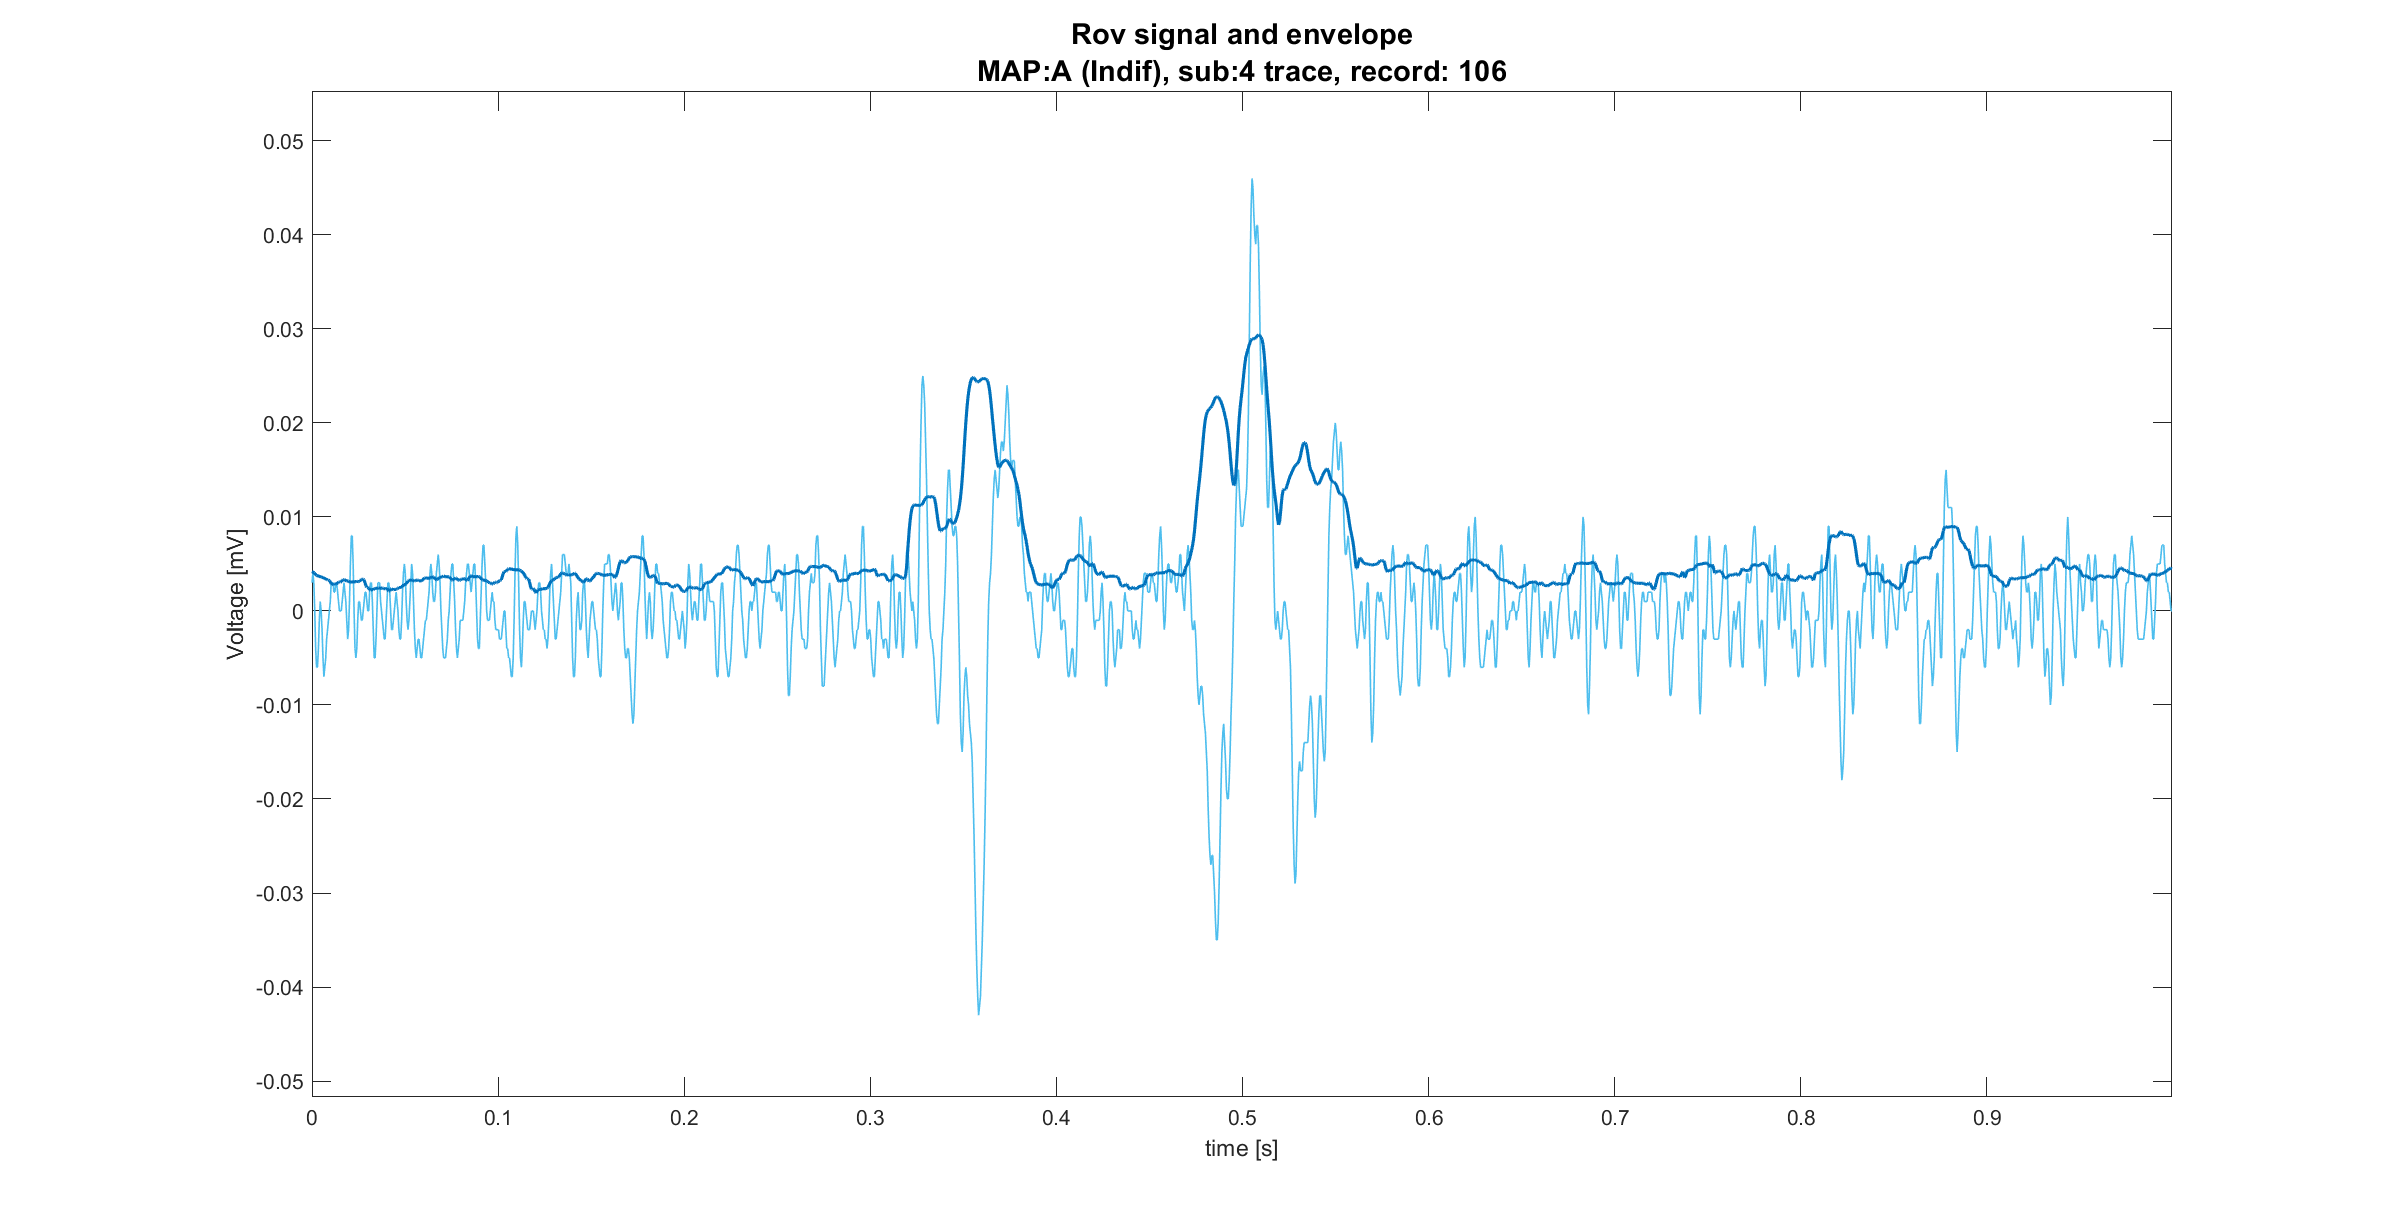 Rov signal and envelope
MAP:A (Indif), sub:4 trace, record: 106
Voltage [mV]
0.05
0.04
0.03
0.02
0.01
0
-0.01
-0.02
-0.03
-0.04
-0.05
0 0.1 0.2 0.3 0.4 0.5 0.6 0.7 0.8 0.9
time [s]